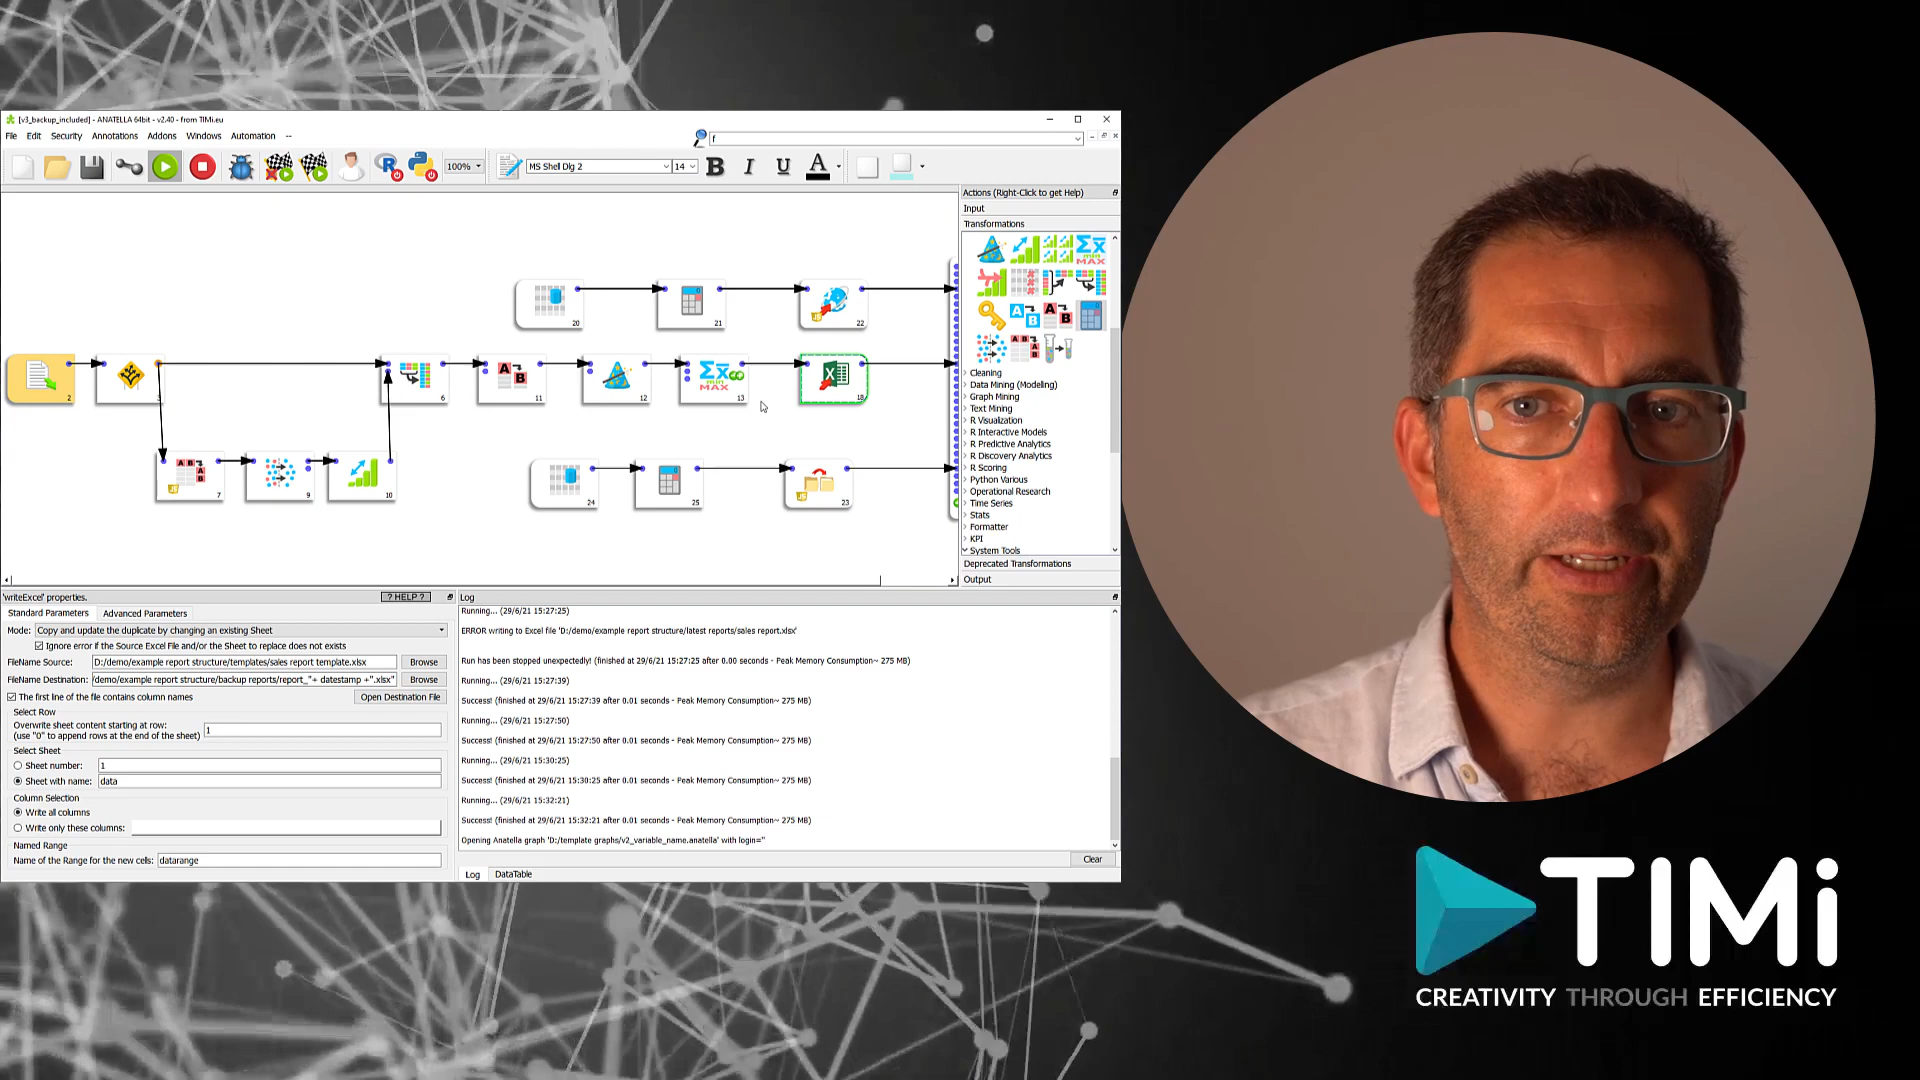 [v3_backup_included] - ANATELLA 64bit - v2.40 - from TIMi.eu
File Edit Security Annotations Addons Windows Automation
f
100%
MS Shell Dlg 2
14
B I U A
Actions (Right-Click to get Help)
Input
Transformations
Cleaning
Data Mining (Modelling)
Graph Mining
Text Mining
R Visualization
R Interactive Models
R Predictive Analytics
R Discovery Analytics
R Scoring
Python Various
Operational Research
Time Series
Stats
Formatter
KPI
System Tools
Deprecated Transformations
Output
20
21
22
2
3
6
11
12
13
18
7
9
10
24
25
23
'writeExcel' properties.
? HELP ?
Standard Parameters
Advanced Parameters
Mode: Copy and update the duplicate by changing an existing Sheet
Ignore error if the Source Excel File and/or the Sheet to replace does not exists
FileName Source: D:/demo/example report structure/templates/sales report template.xlsx Browse
FileName Destination: /demo/example report structure/backup reports/report_"+ datestamp +".xlsx" Browse
The first line of the file contains column names
Open Destination File
Select Row
Overwrite sheet content starting at row:
(use "0" to append rows at the end of the sheet)
1
Select Sheet
Sheet number: 1
Sheet with name: data
Column Selection
Write all columns
Write only these columns:
Named Range
Name of the Range for the new cells: datarange
Log
Running... (29/6/21 15:27:25)
ERROR writing to Excel file 'D:/demo/example report structure/latest reports/sales report.xlsx'
Run has been stopped unexpectedly! (finished at 29/6/21 15:27:25 after 0.00 seconds - Peak Memory Consumption~ 275 MB)
Running... (29/6/21 15:27:39)
Success! (finished at 29/6/21 15:27:39 after 0.01 seconds - Peak Memory Consumption~ 275 MB)
Running... (29/6/21 15:27:50)
Success! (finished at 29/6/21 15:27:50 after 0.01 seconds - Peak Memory Consumption~ 275 MB)
Running... (29/6/21 15:30:25)
Success! (finished at 29/6/21 15:30:25 after 0.01 seconds - Peak Memory Consumption~ 275 MB)
Running... (29/6/21 15:32:21)
Success! (finished at 29/6/21 15:32:21 after 0.01 seconds - Peak Memory Consumption~ 275 MB)
Opening Anatella graph 'D:/template graphs/v2_variable_name.anatella' with login=''
Clear
Log
DataTable
TIMi
CREATIVITY THROUGH EFFICIENCY